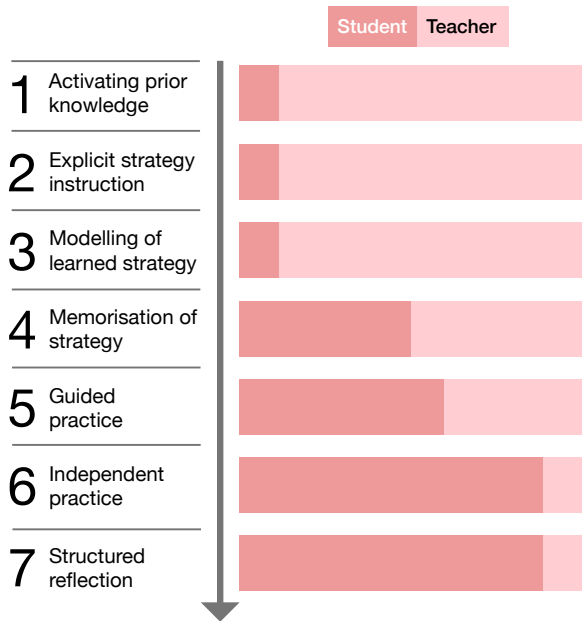 Student Teacher
1 Activating prior
knowledge
2 Explicit strategy
instruction
3 Modelling of
learned strategy
4 Memorisation of
strategy
5 Guided
practice
6 Independent
practice
7 Structured
reflection